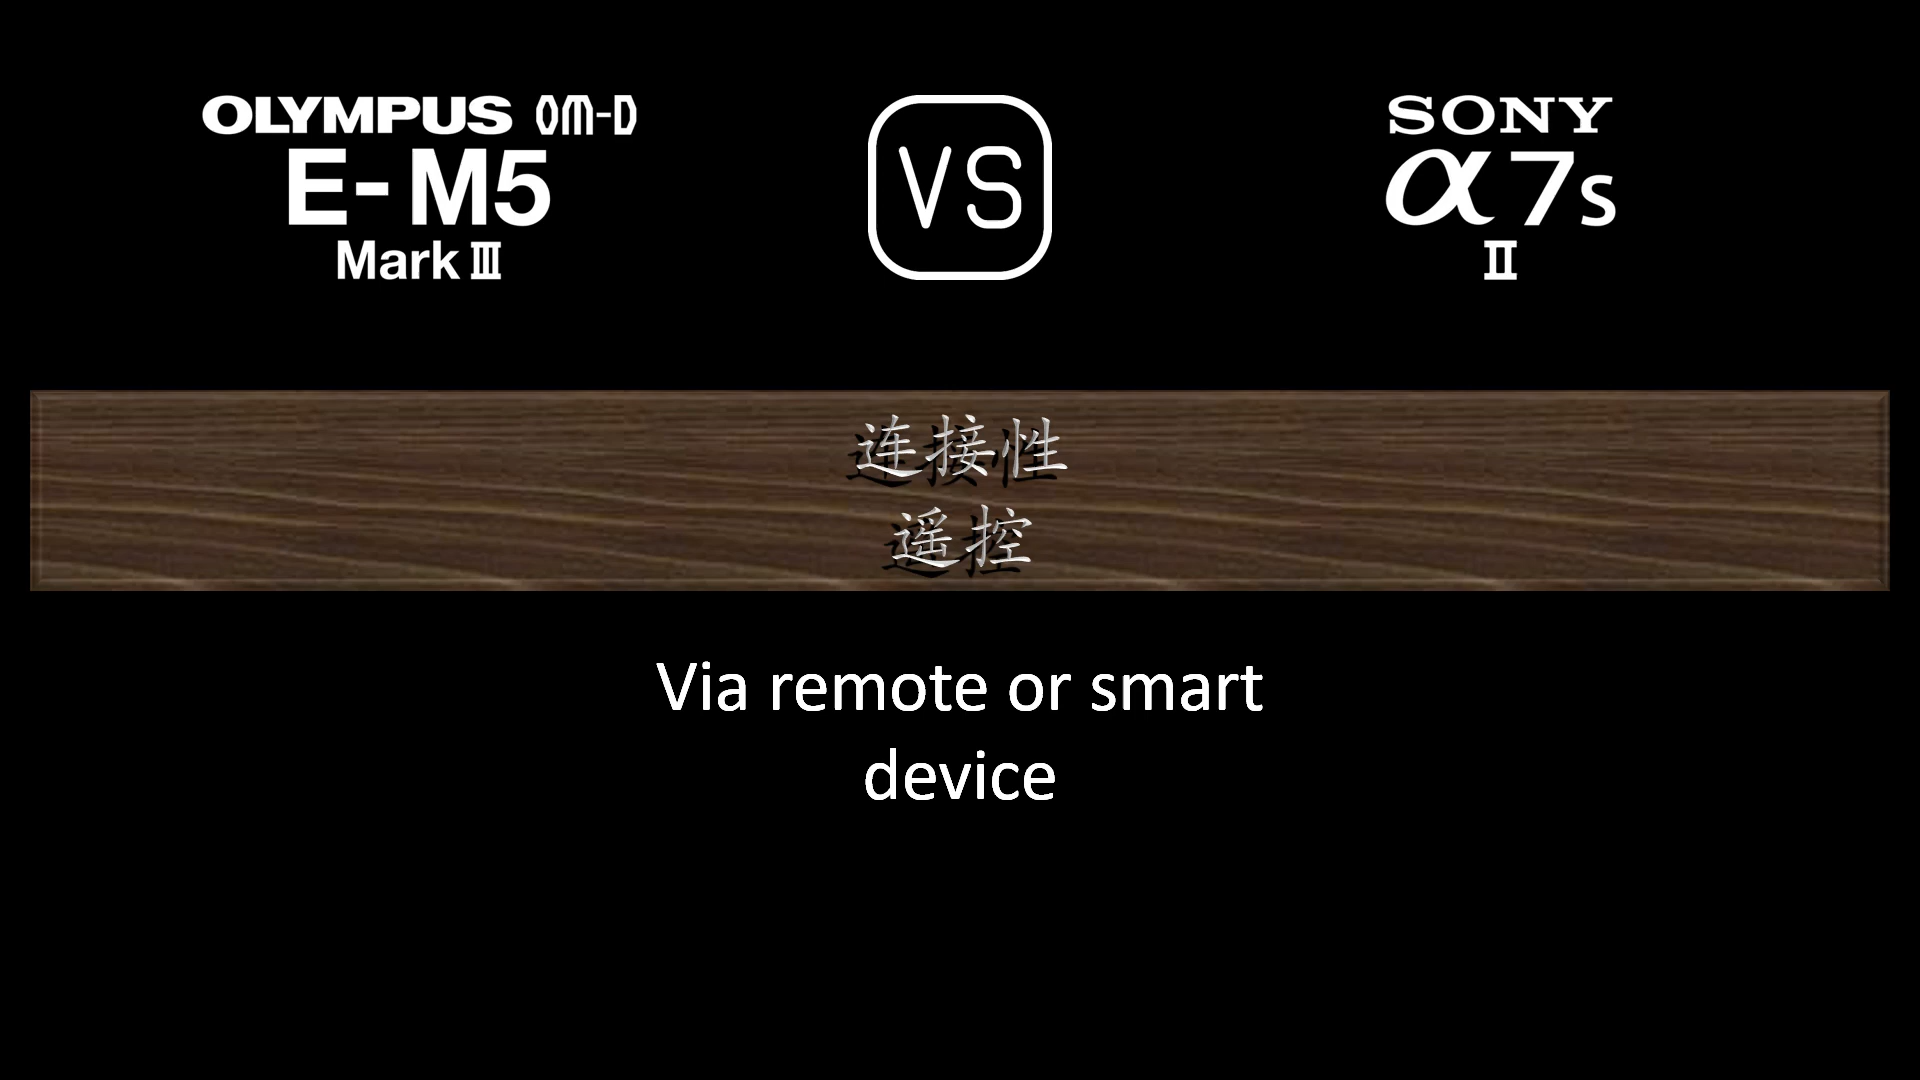 OLYMPUS OM-D
E-M5
Mark III
VS
SONY
α7s
II
连接性
遥控
Via remote or smart
device